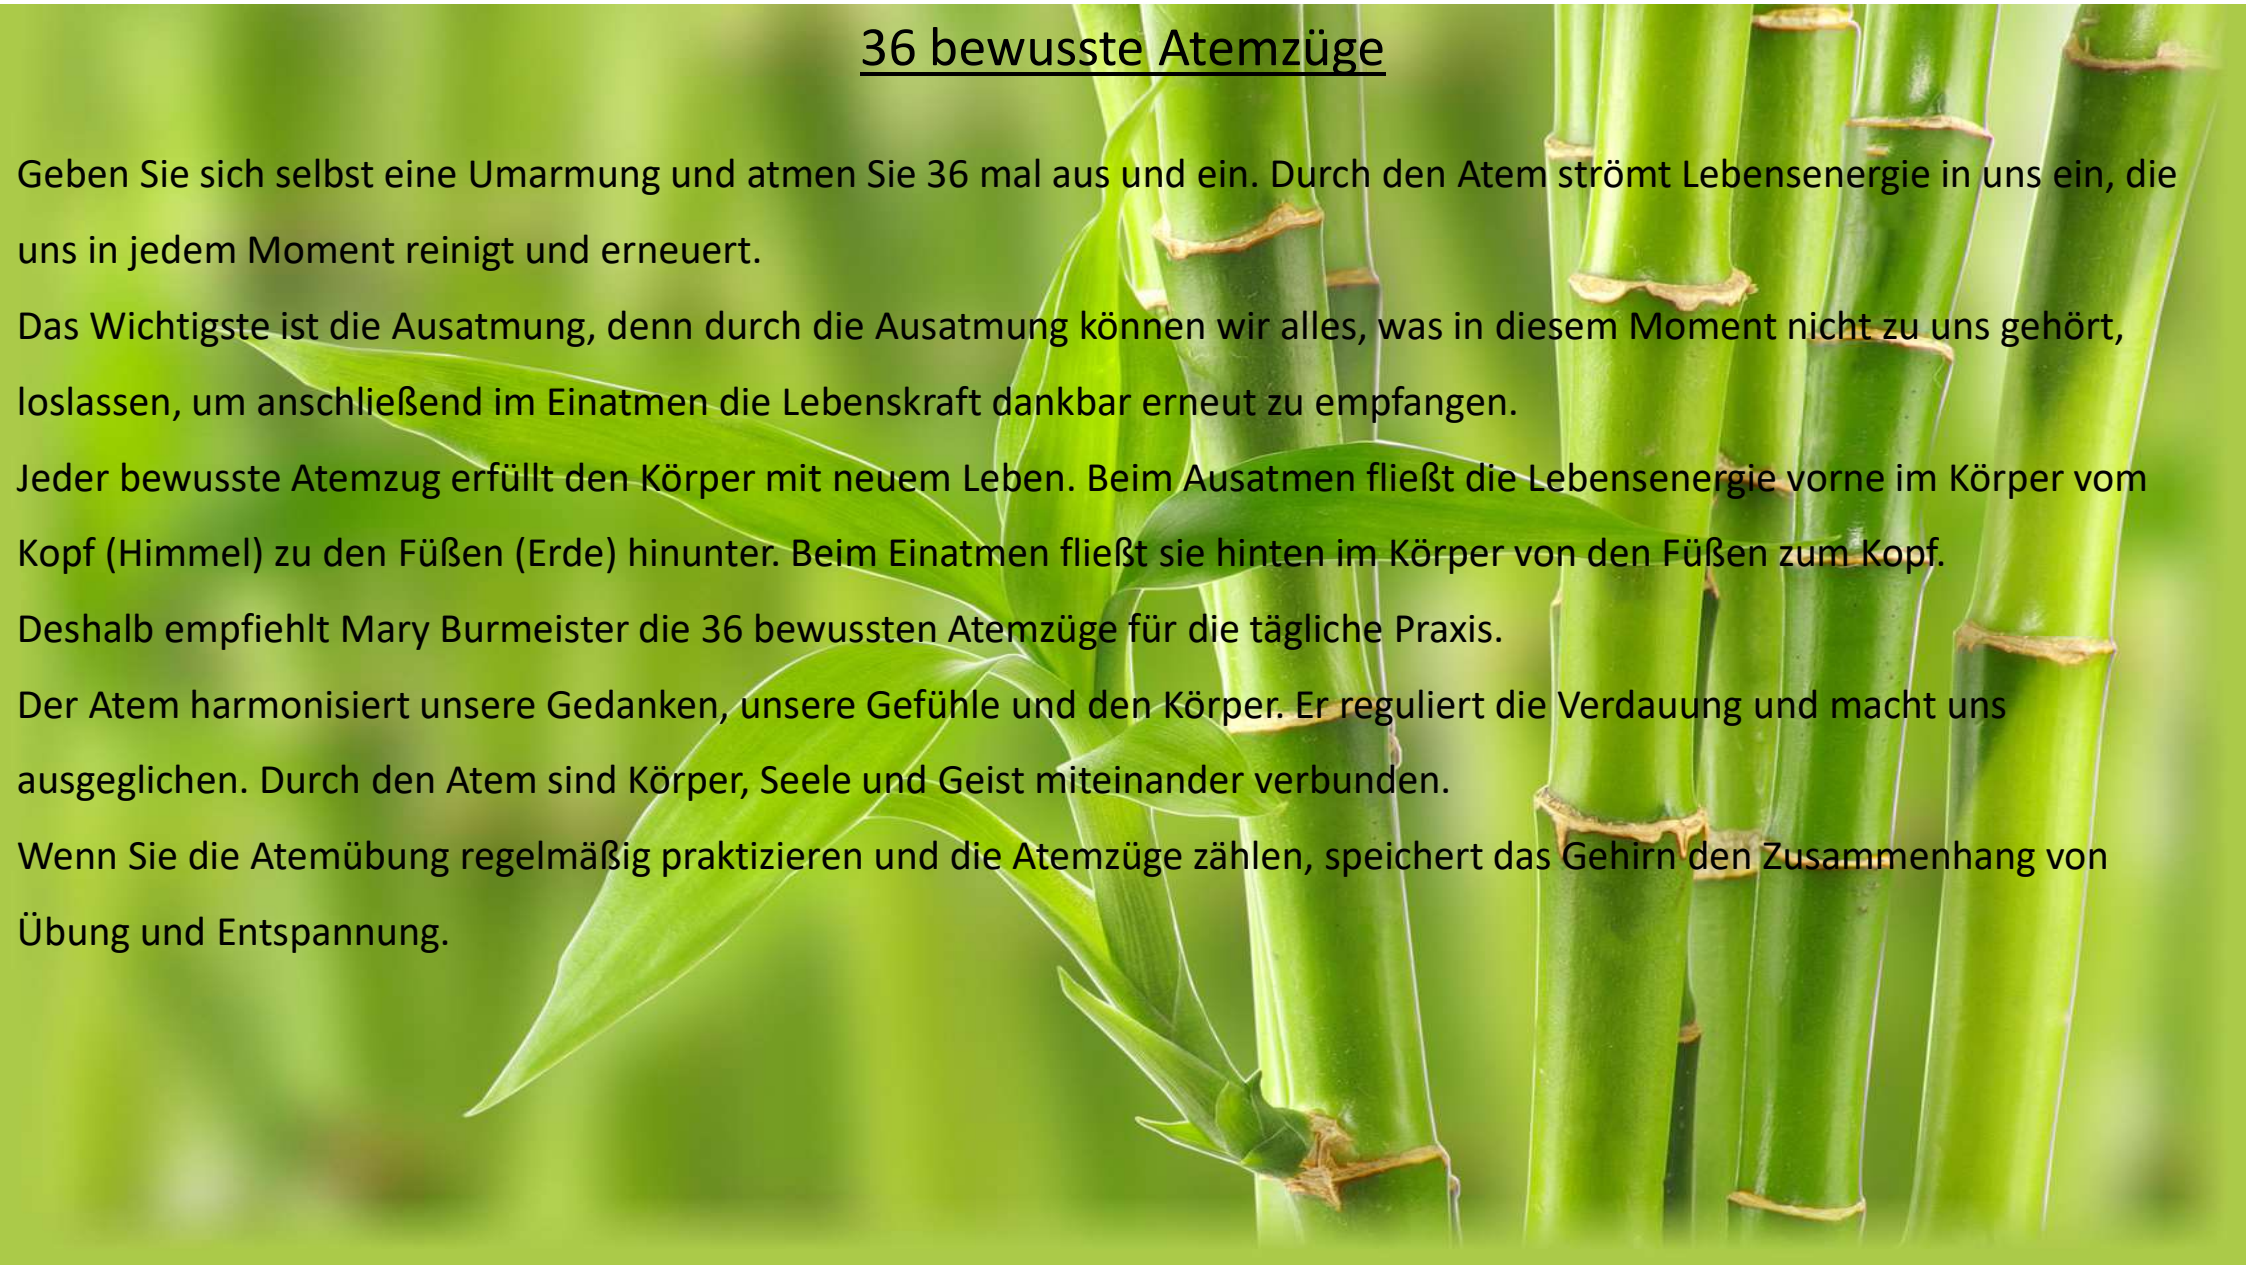 36 bewusste Atemzüge
Geben Sie sich selbst eine Umarmung und atmen Sie 36 mal aus und ein. Durch den Atem strömt Lebensenergie in uns ein, die
uns in jedem Moment reinigt und erneuert.
Das Wichtigste ist die Ausatmung, denn durch die Ausatmung können wir alles, was in diesem Moment nicht zu uns gehört,
loslassen, um anschließend im Einatmen die Lebenskraft dankbar erneut zu empfangen.
Jeder bewusste Atemzug erfüllt den Körper mit neuem Leben. Beim Ausatmen fließt die Lebensenergie vorne im Körper vom
Kopf (Himmel) zu den Füßen (Erde) hinunter. Beim Einatmen fließt sie hinten im Körper von den Füßen zum Kopf.
Deshalb empfiehlt Mary Burmeister die 36 bewussten Atemzüge für die tägliche Praxis.
Der Atem harmonisiert unsere Gedanken, unsere Gefühle und den Körper. Er reguliert die Verdauung und macht uns
ausgeglichen. Durch den Atem sind Körper, Seele und Geist miteinander verbunden.
Wenn Sie die Atemübung regelmäßig praktizieren und die Atemzüge zählen, speichert das Gehirn den Zusammenhang von
Übung und Entspannung.